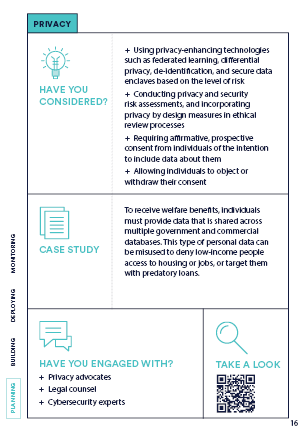 PRIVACY
HAVE YOU
CONSIDERED?
+ Using privacy-enhancing technologies
such as federated learning, differential
privacy, de-identification, and secure data
enclaves based on the level of risk
+ Conducting privacy and security
risk assessments, and incorporating
privacy by design measures in ethical
review processes
+ Requiring affirmative, prospective
consent from individuals of the intention
to include data about them
+ Allowing individuals to object or
withdraw their consent
CASE STUDY
To receive welfare benefits, individuals
must provide data that is shared across
multiple government and commercial
databases. This type of personal data can
be misused to deny low-income people
access to housing or jobs, or target them
with predatory loans.
HAVE YOU ENGAGED WITH?
+ Privacy advocates
+ Legal counsel
+ Cybersecurity experts
TAKE A LOOK
MONITORING
DEPLOYING
BUILDING
PLANNING
16